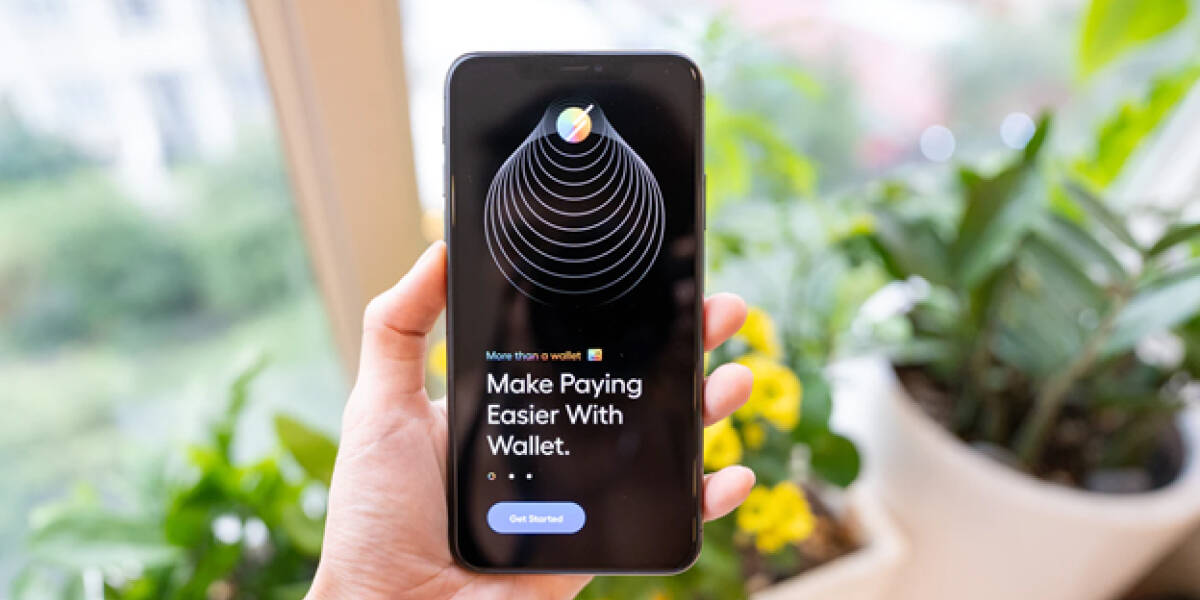 More than a wallet
Make Paying
Easier With
Wallet.
Get Started